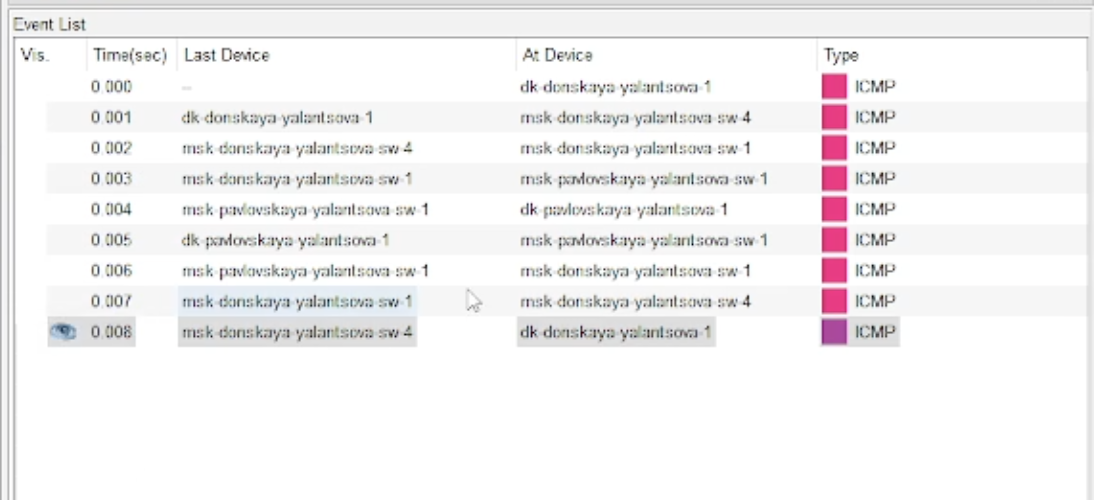 Event List
Vis. Time(sec) Last Device At Device Type
0.000 -- dk-donskaya-yalantsova-1 ICMP
0.001 dk-donskaya-yalantsova-1 msk-donskaya-yalantsova-sw-4 ICMP
0.002 msk-donskaya-yalantsova-sw-4 msk-donskaya-yalantsova-sw-1 ICMP
0.003 msk-donskaya-yalantsova-sw-1 msk-pavlovskaya-yalantsova-sw-1 ICMP
0.004 msk-pavlovskaya-yalantsova-sw-1 dk-pavlovskaya-yalantsova-1 ICMP
0.005 dk-pavlovskaya-yalantsova-1 msk-pavlovskaya-yalantsova-sw-1 ICMP
0.006 msk-pavlovskaya-yalantsova-sw-1 msk-donskaya-yalantsova-sw-1 ICMP
0.007 msk-donskaya-yalantsova-sw-1 msk-donskaya-yalantsova-sw-4 ICMP
0.008 msk-donskaya-yalantsova-sw-4 dk-donskaya-yalantsova-1 ICMP